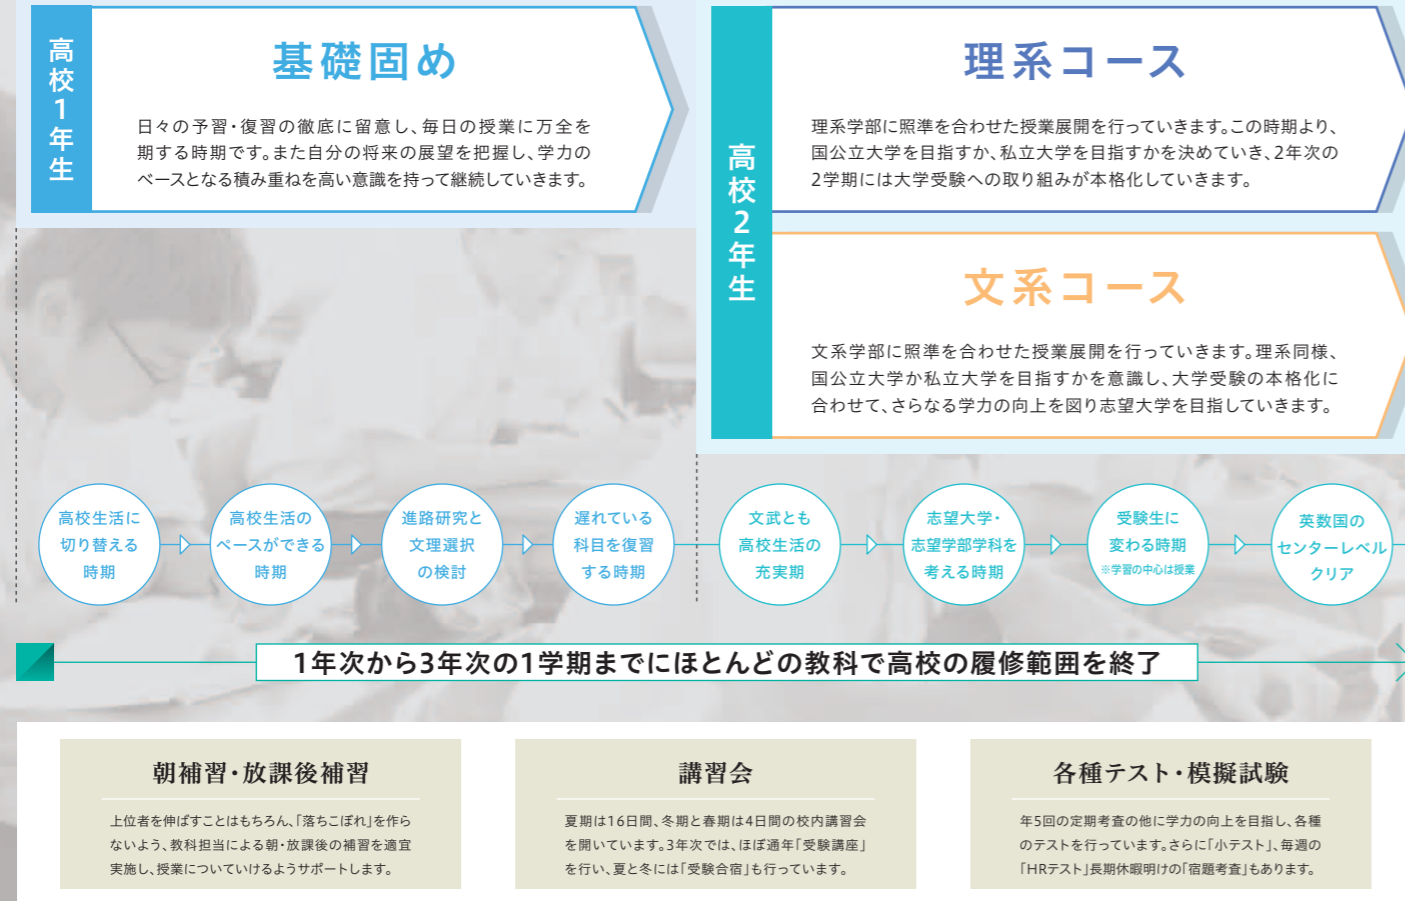 高校1年生
基礎固め
日々の予習・復習の徹底に留意し、毎日の授業に万全を
期する時期です。また自分の将来の展望を把握し、学力の
ベースとなる積み重ねを高い意識を持って継続していきます。
高校2年生
理系コース
理系学部に照準を合わせた授業展開を行っていきます。この時期より、
国公立大学を目指すか、私立大学を目指すかを決めていき、2年次の
2学期には大学受験への取り組みが本格化していきます。
文系コース
文系学部に照準を合わせた授業展開を行っていきます。理系同様、
国公立大学か私立大学を目指すかを意識し、大学受験の本格化に
合わせて、さらなる学力の向上を図り志望大学を目指していきます。
高校生活に
切り替える
時期
高校生活の
ペースができる
時期
進路研究と
文理選択
の検討
遅れている
科目を復習
する時期
文武とも
高校生活の
充実期
志望大学・
志望学部学科を
考える時期
受験生に
変わる時期
※学習の中心は授業
英数国の
センターレベル
クリア
1年次から3年次の1学期までにほとんどの教科で高校の履修範囲を終了
朝補習・放課後補習
上位者を伸ばすことはもちろん、「落ちこぼれ」を作ら
ないよう、教科担当による朝・放課後の補習を適宜
実施し、授業についていけるようサポートします。
講習会
夏期は16日間、冬期と春期は4日間の校内講習会
を開いています。3年次では、ほぼ通年「受験講座」
を行い、夏と冬には「受験合宿」も行っています。
各種テスト・模擬試験
年5回の定期考査の他に学力の向上を目指し、各種
のテストを行っています。さらに「小テスト」、毎週の
「HRテスト」長期休暇明けの「宿題考査」もあります。